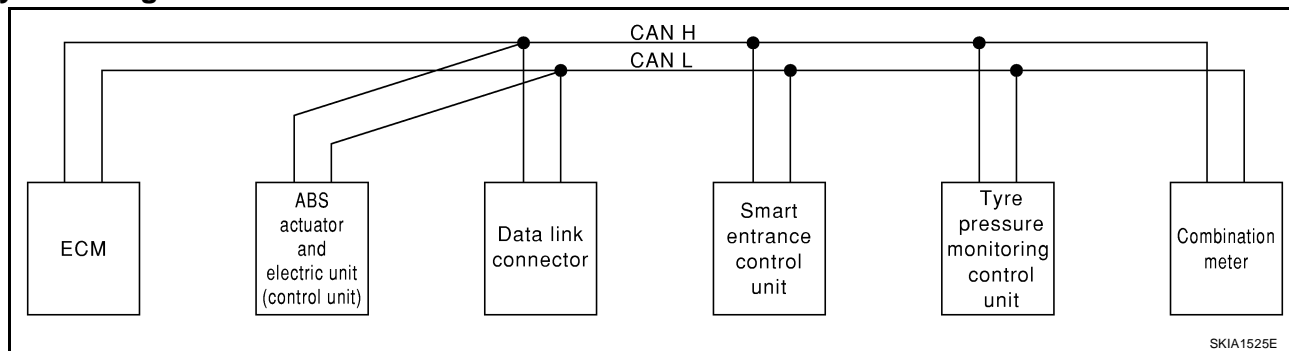 CAN H
CAN L
ECM
ABS
actuator
and
electric unit
(control unit)
Data link
connector
Smart
entrance
control
unit
Tyre
pressure
monitoring
control
unit
Combination
meter
SKIA1525E